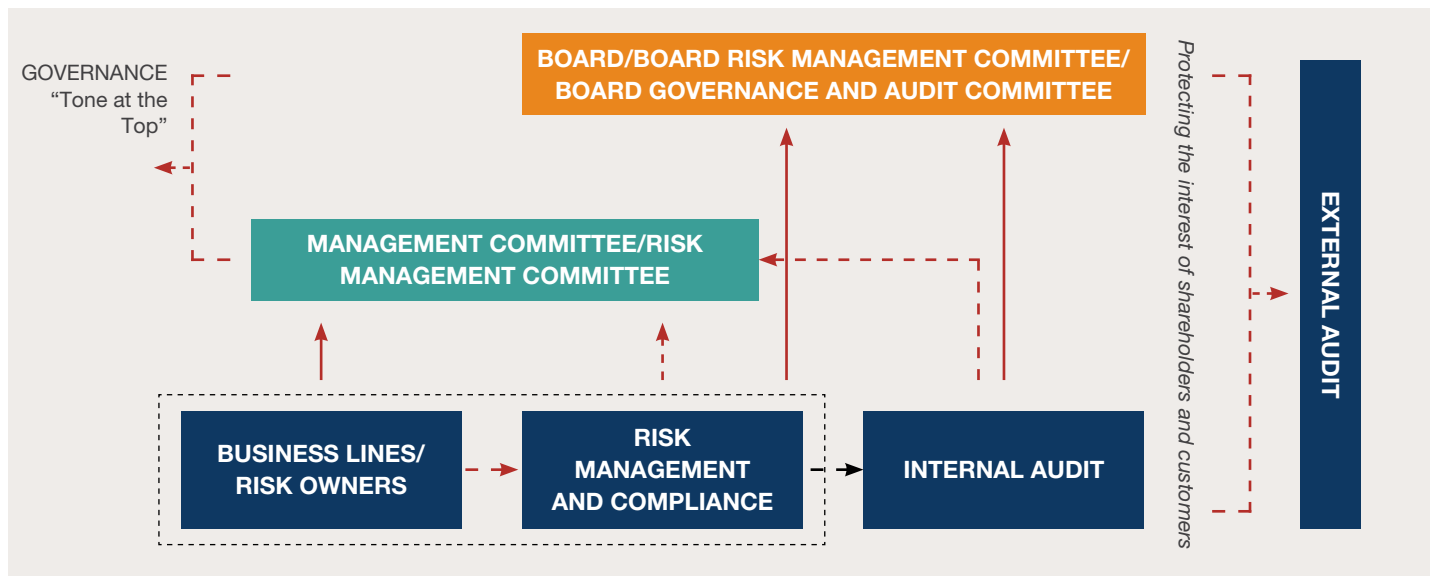 GOVERNANCE
“Tone at the
Top”
BOARD/BOARD RISK MANAGEMENT COMMITTEE/
BOARD GOVERNANCE AND AUDIT COMMITTEE
MANAGEMENT COMMITTEE/RISK
MANAGEMENT COMMITTEE
BUSINESS LINES/
RISK OWNERS
RISK
MANAGEMENT
AND COMPLIANCE
INTERNAL AUDIT
Protecting the interest of shareholders and customers
EXTERNAL AUDIT